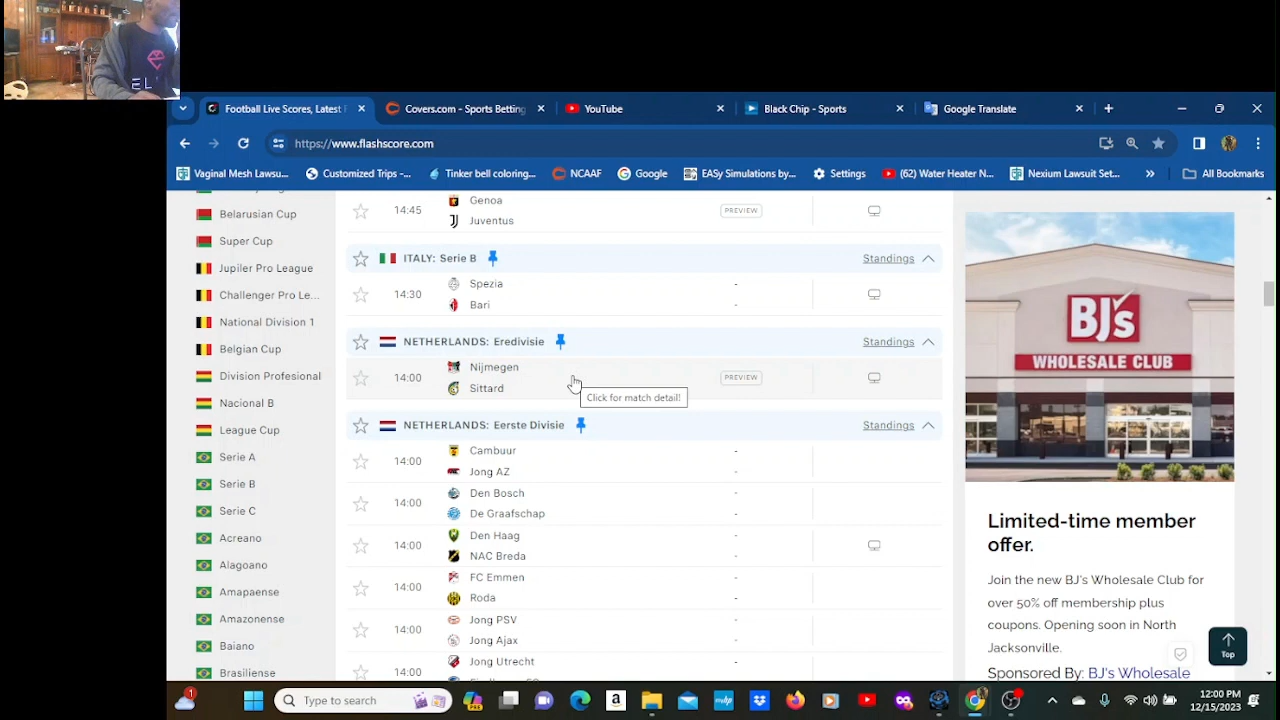 EL
Football Live Scores, Latest F
Covers.com - Sports Betting
YouTube
Black Chip - Sports
Google Translate
https://www.flashscore.com
Vaginal Mesh Lawsu...
Customized Trips -...
Tinker bell coloring...
NCAAF
Google
EASy Simulations by...
Settings
(62) Water Heater N...
Nexium Lawsuit Set...
»
All Bookmarks
Belarusian Cup
Super Cup
Jupiler Pro League
Challenger Pro Le...
National Division 1
Belgian Cup
Division Profesional
Nacional B
League Cup
Serie A
Serie B
Serie C
Acreano
Alagoano
Amapaense
Amazonense
Baiano
Brasiliense
14:45 Genoa PREVIEW
Juventus
ITALY: Serie B Standings
14:30 Spezia -
Bari -
NETHERLANDS: Eredivisie Standings
14:00 Nijmegen PREVIEW
Sittard
Click for match detail!
NETHERLANDS: Eerste Divisie Standings
14:00 Cambuur -
Jong AZ -
14:00 Den Bosch -
De Graafschap -
14:00 Den Haag -
NAC Breda -
14:00 FC Emmen -
Roda -
14:00 Jong PSV -
Jong Ajax -
14:00 Jong Utrecht -
BJ's
WHOLESALE CLUB
Limited-time member
offer.
Join the new BJ's Wholesale Club for
over 50% off membership plus
coupons. Opening soon in North
Jacksonville.
Sponsored By: BJ's Wholesale
Top
1
Type to search
12:00 PM
12/15/2023